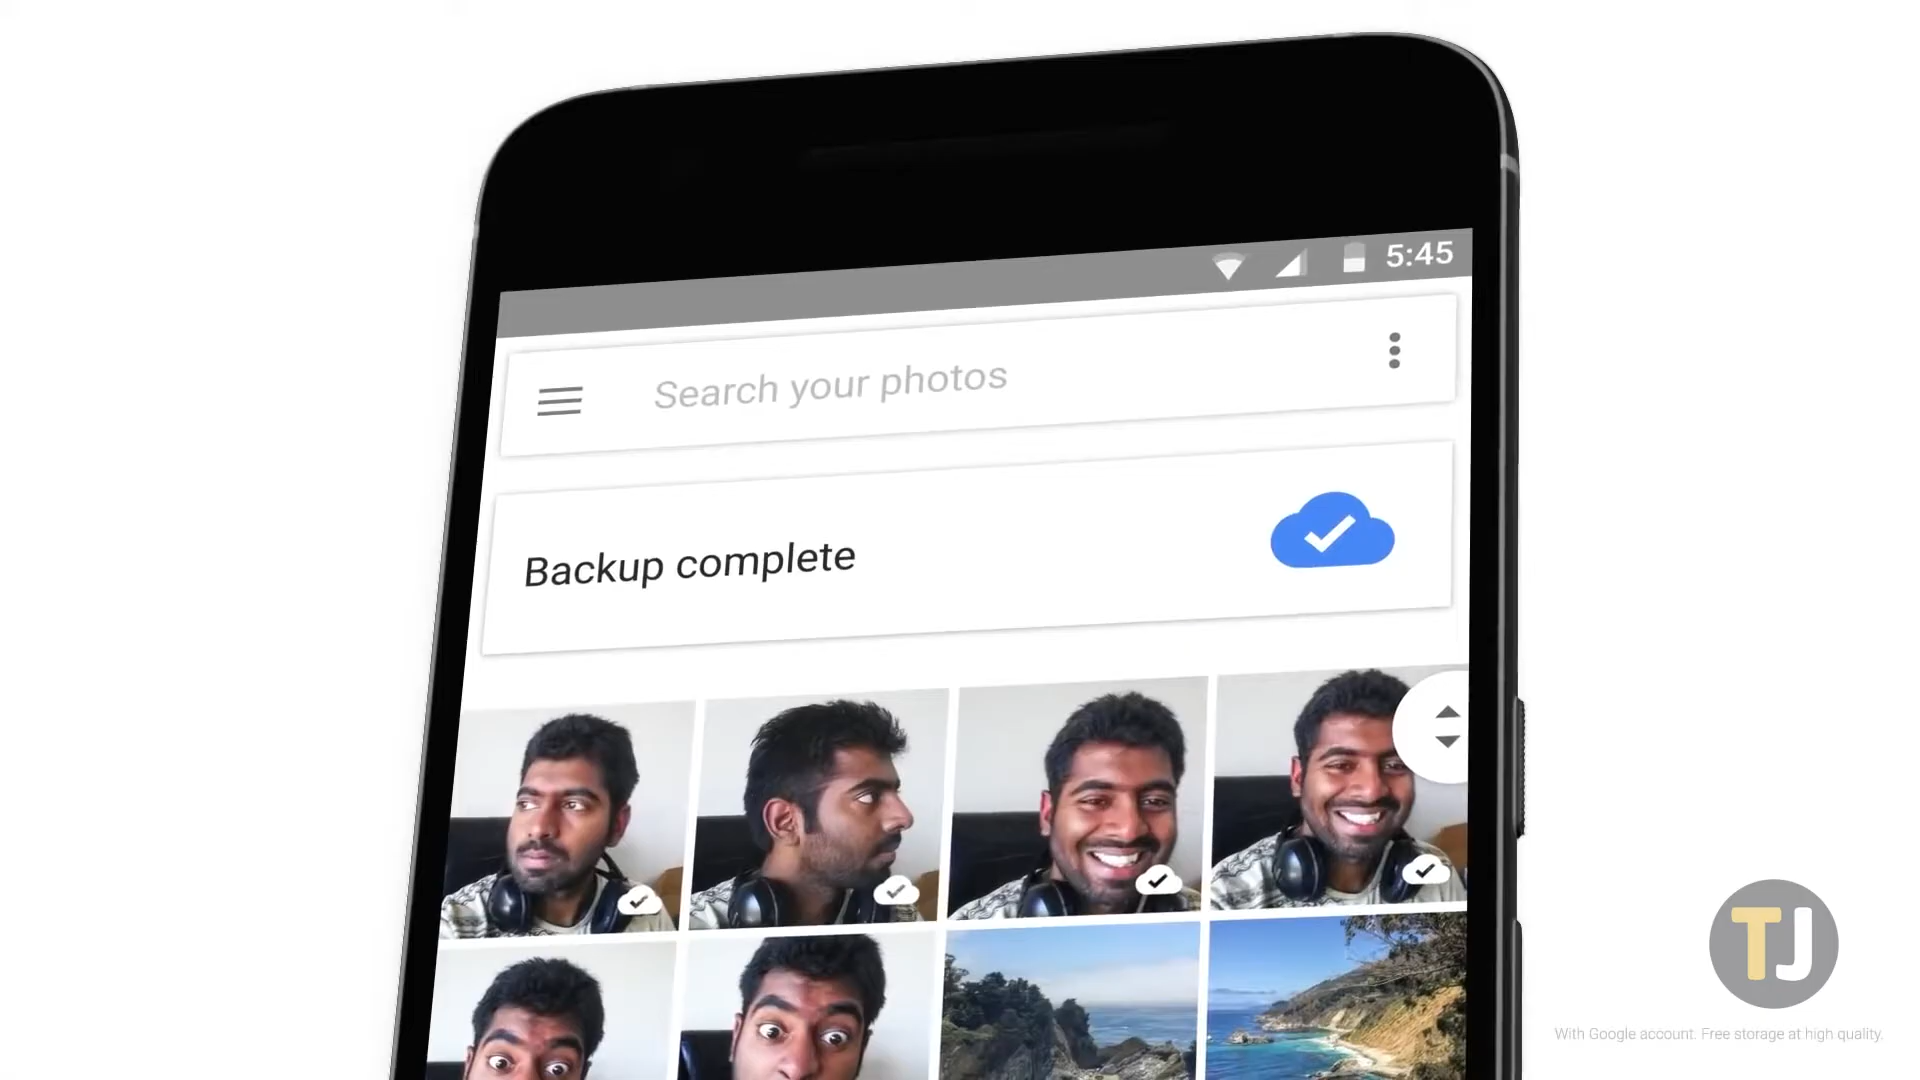 5:45
Search your photos
Backup complete
TJ
With Google account. Free storage at high quality.